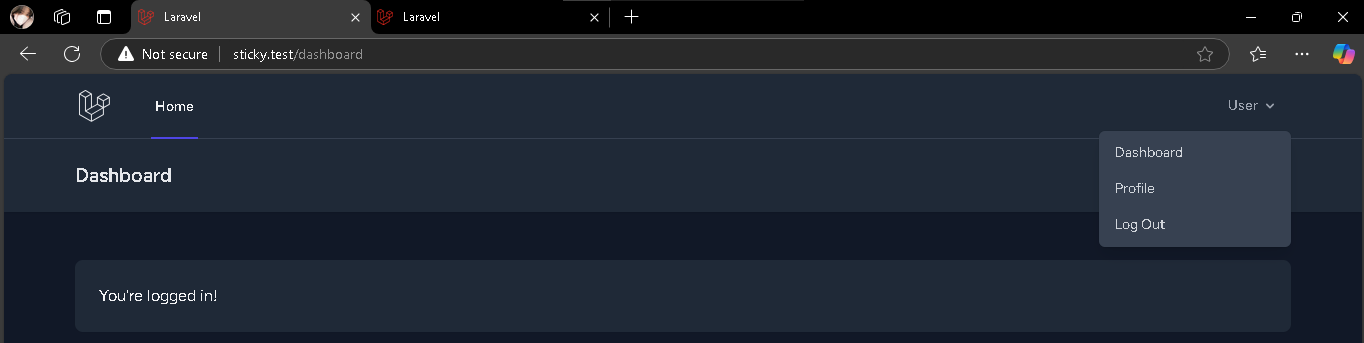 Laravel
Laravel
Not secure
sticky.test/dashboard
Home
User
Dashboard
Profile
Log Out
Dashboard
You're logged in!